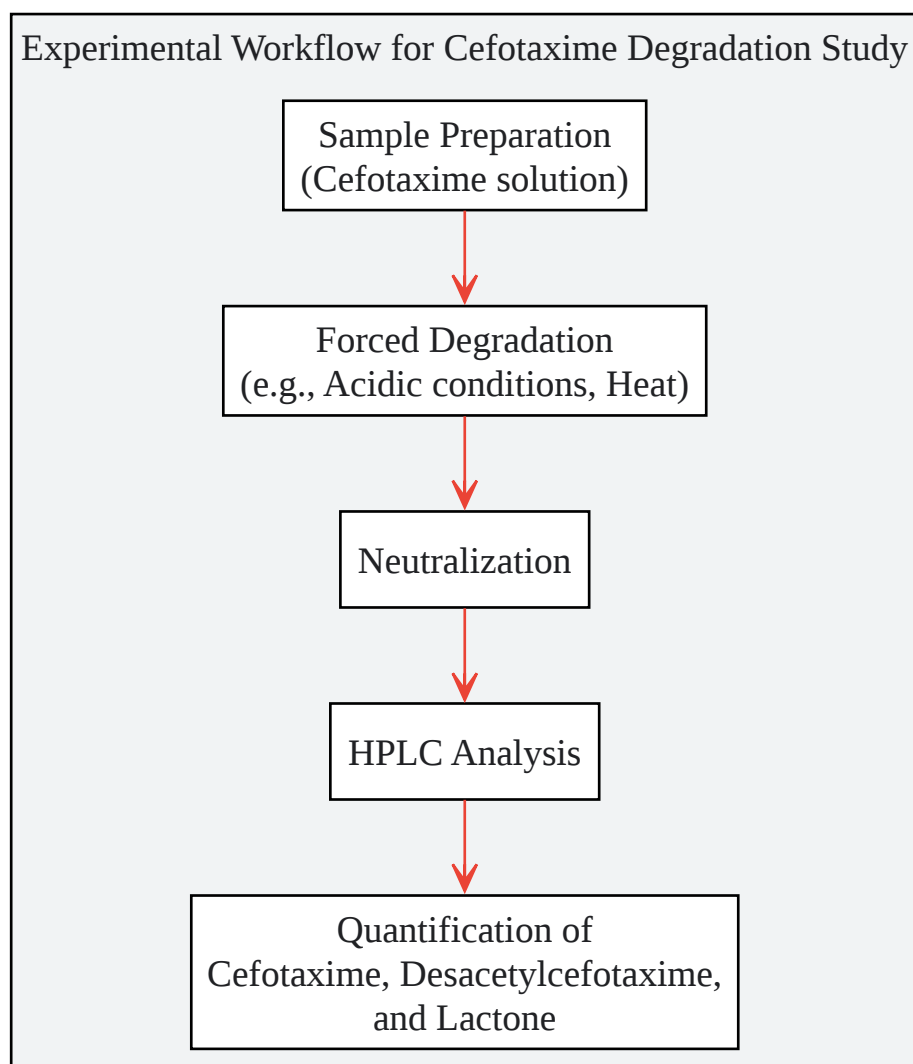 Experimental Workflow for Cefotaxime Degradation Study
Sample Preparation
(Cefotaxime solution)
Forced Degradation
(e.g., Acidic conditions, Heat)
Neutralization
HPLC Analysis
Quantification of
Cefotaxime, Desacetylcefotaxime,
and Lactone